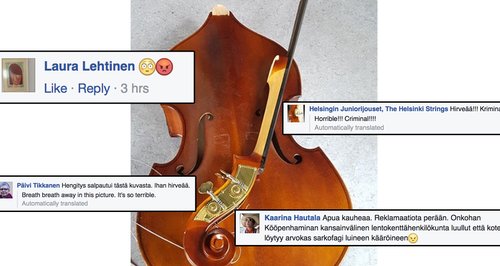 Laura Lehtinen 😳😡
Like · Reply · 3 hrs
Helsingin Juniorijouset, The Helsinki Strings Hirveää!!! Krimina
Horrible!!! Criminal!!!!
Automatically translated
Päivi Tikkanen Hengitys salpautui tästä kuvasta. Ihan hirveää.
Breath breath away in this picture. It's so terrible.
Automatically translated
Kaarina Hautala Apua kauheaa. Reklamaatiota perään. Onkohan
Kööpenhaminan kansainvälinen lentokenttähenkilökunta luullut että kote
löytyy arvokas sarkofagi luineen kääröineen😟